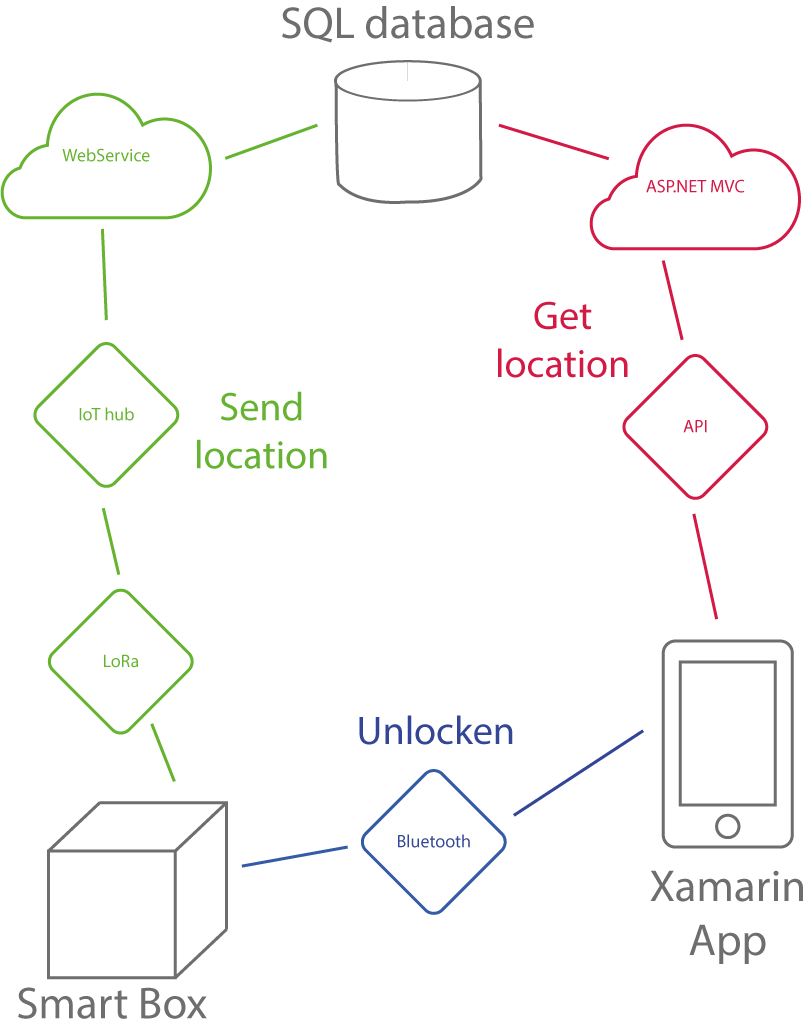 SQL database
WebService
ASP.NET MVC
Get
location
Send
location
IoT hub
API
LoRa
Unlocken
Bluetooth
Xamarin
App
Smart Box